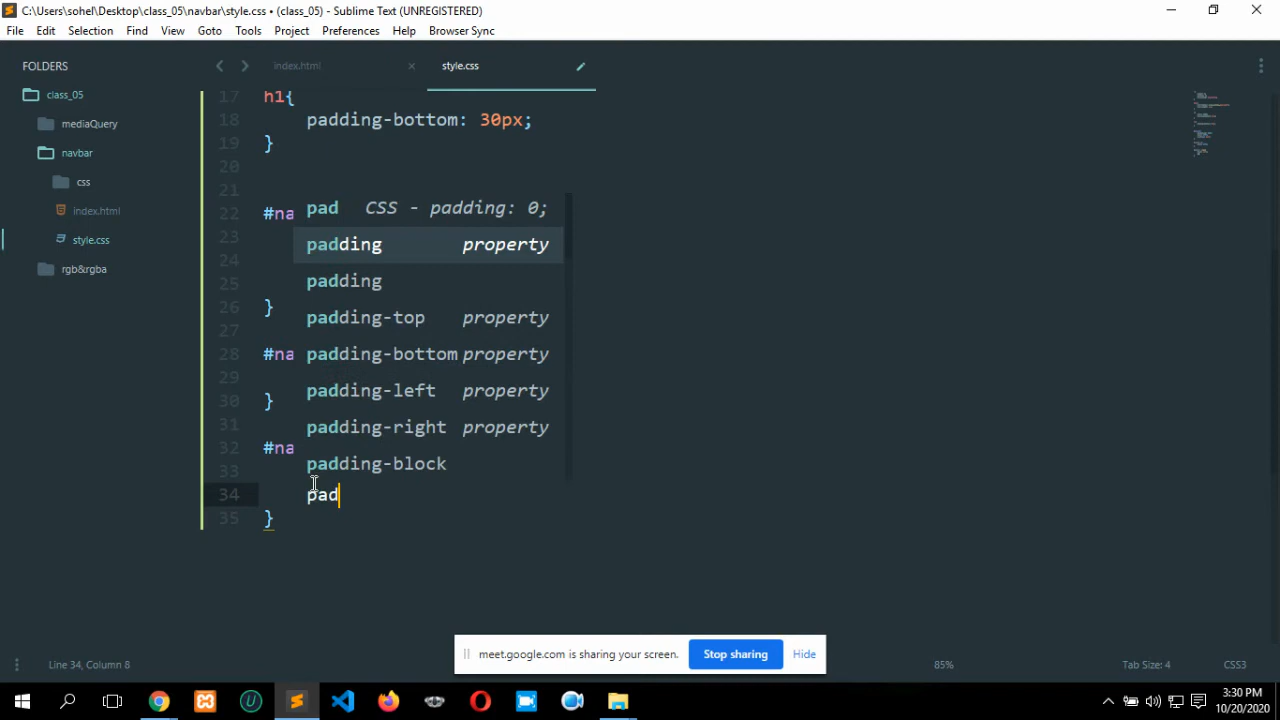 C:\Users\sohel\Desktop\class_05\navbar\style.css • (class_05) - Sublime Text (UNREGISTERED)
File Edit Selection Find View Goto Tools Project Preferences Help Browser Sync
FOLDERS
class_05
mediaQuery
navbar
css
index.html
style.css
rgb&rgba
index.html
style.css
17 h1{
18 padding-bottom: 30px;
19 }
20
21
22 #na
23
24
25
26 }
27
28 #na
29
30 }
31
32 #na
33
34 pad
35 }
pad CSS - padding: 0;
padding property
padding
padding-top property
padding-bottom property
padding-left property
padding-right property
padding-block
meet.google.com is sharing your screen. Stop sharing Hide
Line 34, Column 8 85% Tab Size: 4 CSS3
3:30 PM
10/20/2020